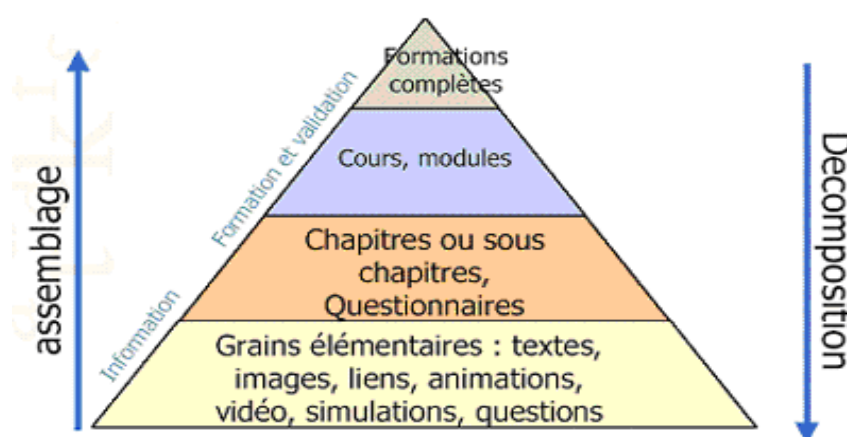 Formations
complètes
Cours, modules
Chapitres ou sous
chapitres,
Questionnaires
Grains élémentaires : textes,
images, liens, animations,
vidéo, simulations, questions
assemblage
Formation et validation
Information
Décomposition